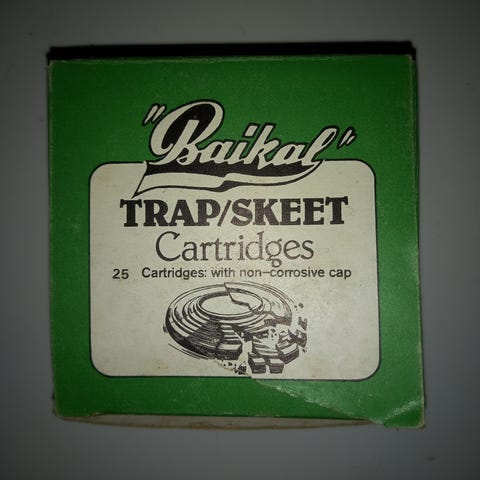 "Baikal"
TRAP/SKEET
Cartridges
25 Cartridges: with non-corrosive cap